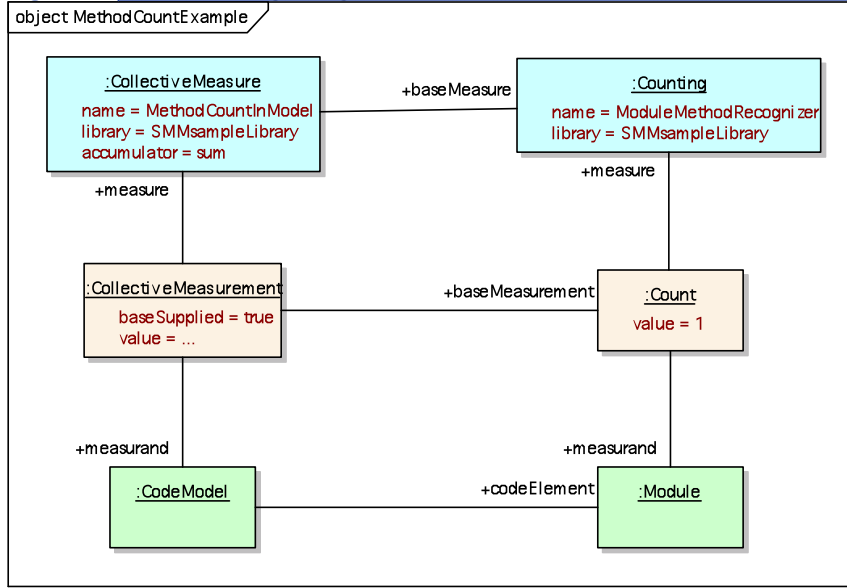 object MethodCountExample
:CollectiveMeasure
name = MethodCountInModel
library = SMMsampleLibrary
accumulator = sum
+baseMeasure
:Counting
name = ModuleMethodRecognizer
library = SMMsampleLibrary
+measure
+measure
:CollectiveMeasurement
baseSupplied = true
value = ...
+baseMeasurement
:Count
value = 1
+measurand
+measurand
:CodeModel
+codeElement
:Module